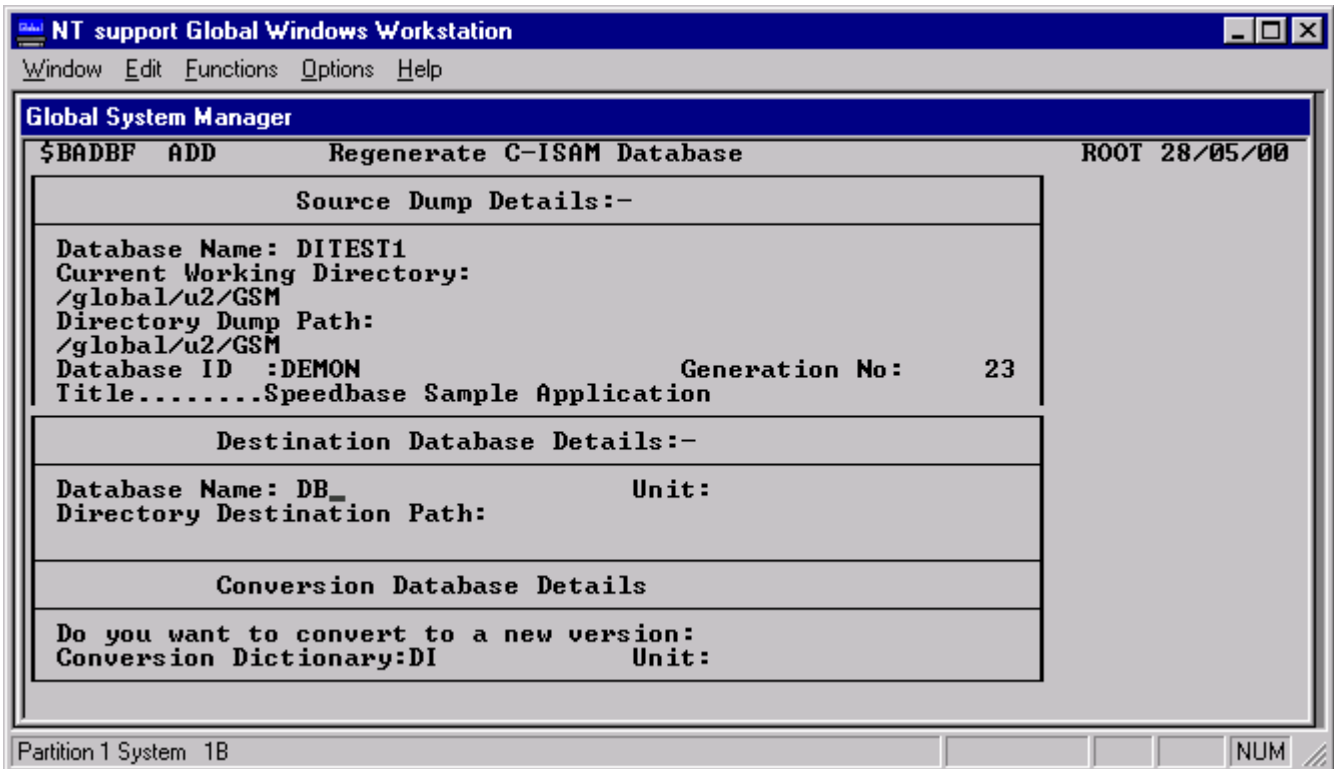 NT support Global Windows Workstation
Window Edit Functions Options Help
Global System Manager
$BADBF ADD Regenerate C-ISAM Database ROOT 28/05/00
Source Dump Details:-
Database Name: DITEST1
Current Working Directory:
/global/u2/GSM
Directory Dump Path:
/global/u2/GSM
Database ID :DEMON Generation No: 23
Title........Speedbase Sample Application
Destination Database Details:-
Database Name: DB_ Unit:
Directory Destination Path:
Conversion Database Details
Do you want to convert to a new version:
Conversion Dictionary:DI Unit:
Partition 1 System 1B NUM